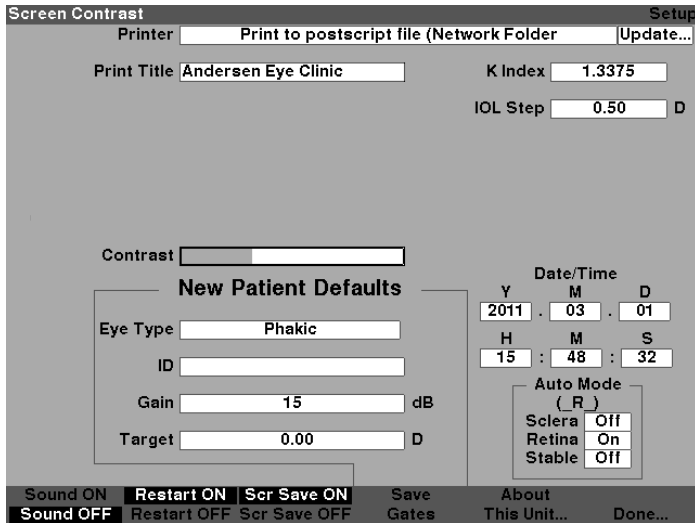 Screen Contrast Setup
Printer Print to postscript file (Network Folder Update...
Print Title Andersen Eye Clinic K Index 1.3375
IOL Step 0.50 D
Contrast
New Patient Defaults
Date/Time
Y M D
2011 . 03 . 01
Eye Type Phakic
H M S
15 : 48 : 32
ID
Auto Mode
(_R_)
Gain 15 dB
Sclera Off
Retina On
Target 0.00 D
Stable Off
Sound ON Restart ON Scr Save ON Save About
Sound OFF Restart OFF Scr Save OFF Gates This Unit... Done...